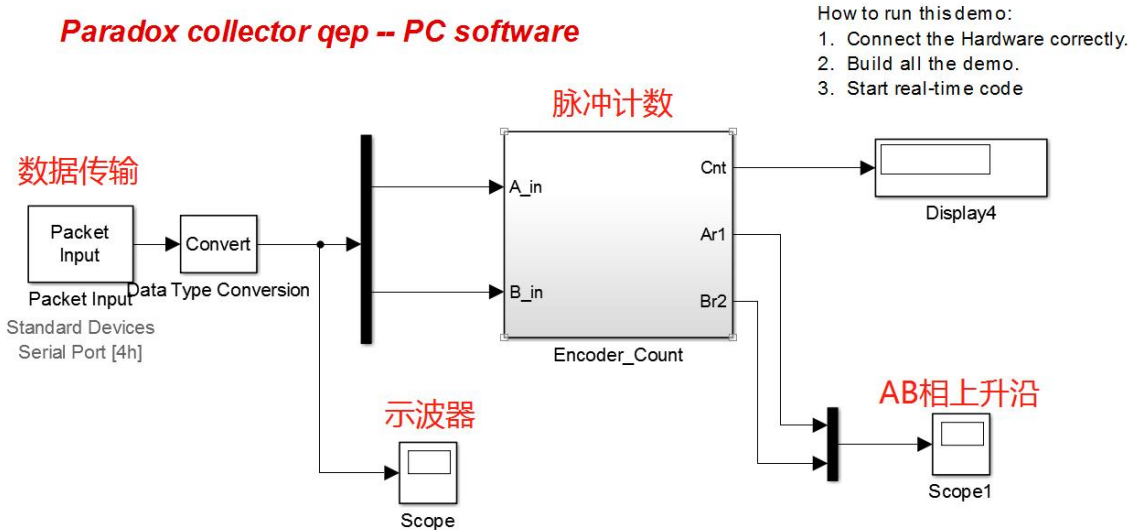 Paradox collector qep -- PC software
How to run this demo:
1. Connect the Hardware correctly.
2. Build all the demo.
3. Start real-time code
数据传输
Packet
Input
Packet Input
Standard Devices
Serial Port [4h]
Convert
Data Type Conversion
脉冲计数
A_in
B_in
Cnt
Ar1
Br2
Encoder_Count
Display4
示波器
Scope
AB相上升沿
Scope1